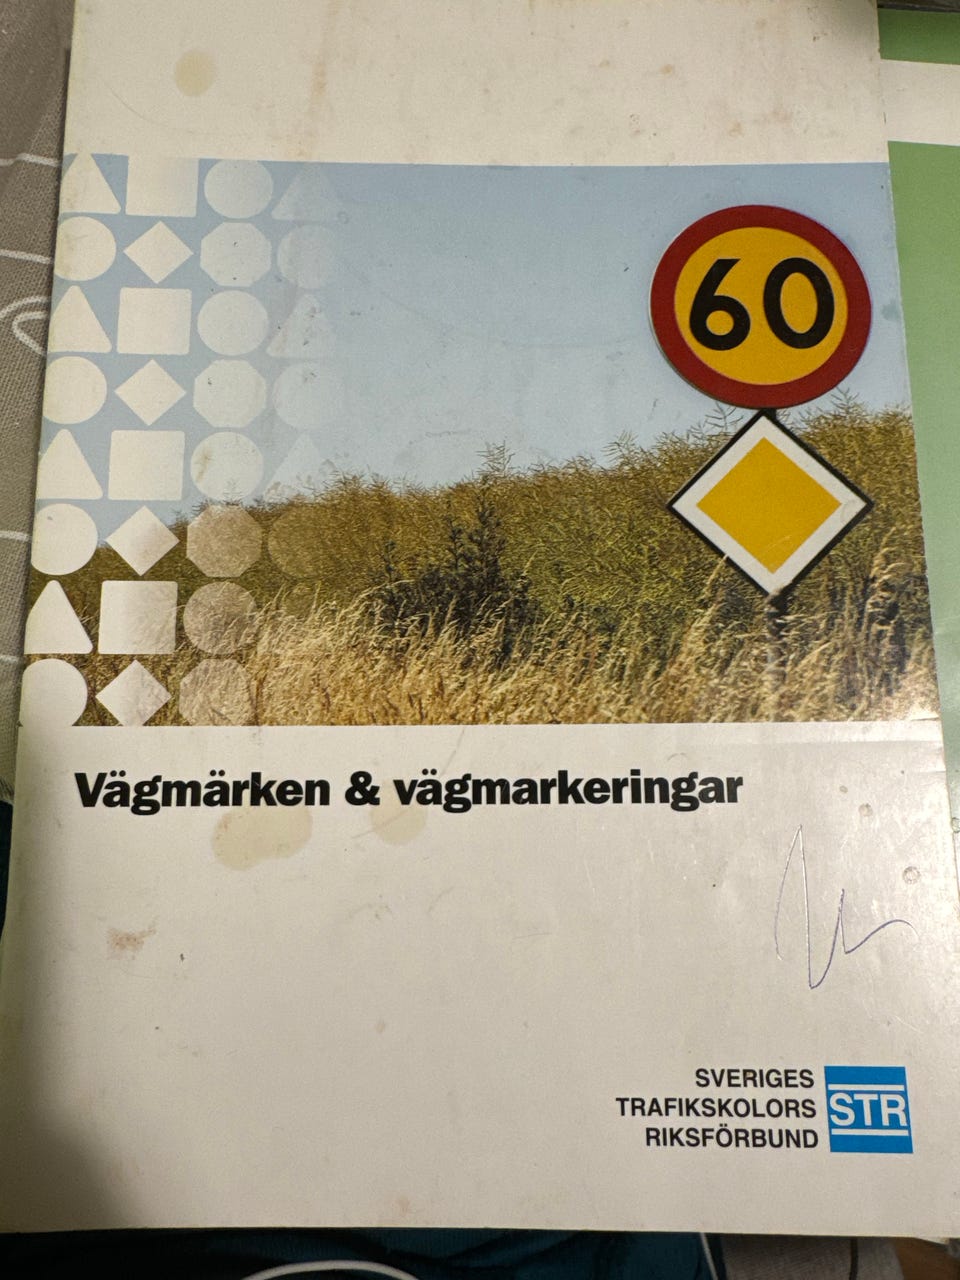 60
Vägmärken & vägmarkeringar
SVERIGES
TRAFIKSKOLORS
RIKSFÖRBUND
STR